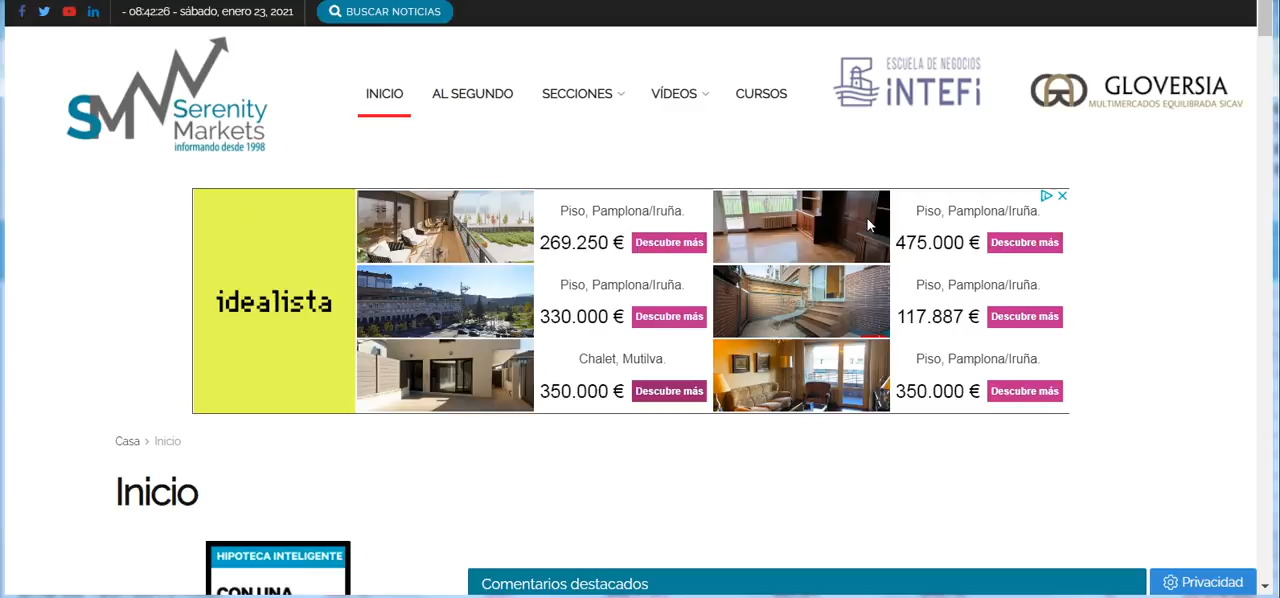 - 08:42:26 - sábado, enero 23, 2021
BUSCAR NOTICIAS
SMN Serenity
Markets
informando desde 1998
INICIO
AL SEGUNDO
SECCIONES
VÍDEOS
CURSOS
ESCUELA DE NEGOCIOS
iNTEFi
GLOVERSIA
MULTIMERCADOS EQUILIBRADA SICAV
idealista
Piso, Pamplona/Iruña.
269.250 € Descubre más
Piso, Pamplona/Iruña.
475.000 € Descubre más
Piso, Pamplona/Iruña.
330.000 € Descubre más
Piso, Pamplona/Iruña.
117.887 € Descubre más
Chalet, Mutilva.
350.000 € Descubre más
Piso, Pamplona/Iruña.
350.000 € Descubre más
Casa > Inicio
Inicio
HIPOTECA INTELIGENTE
CON UNA
Comentarios destacados
Privacidad